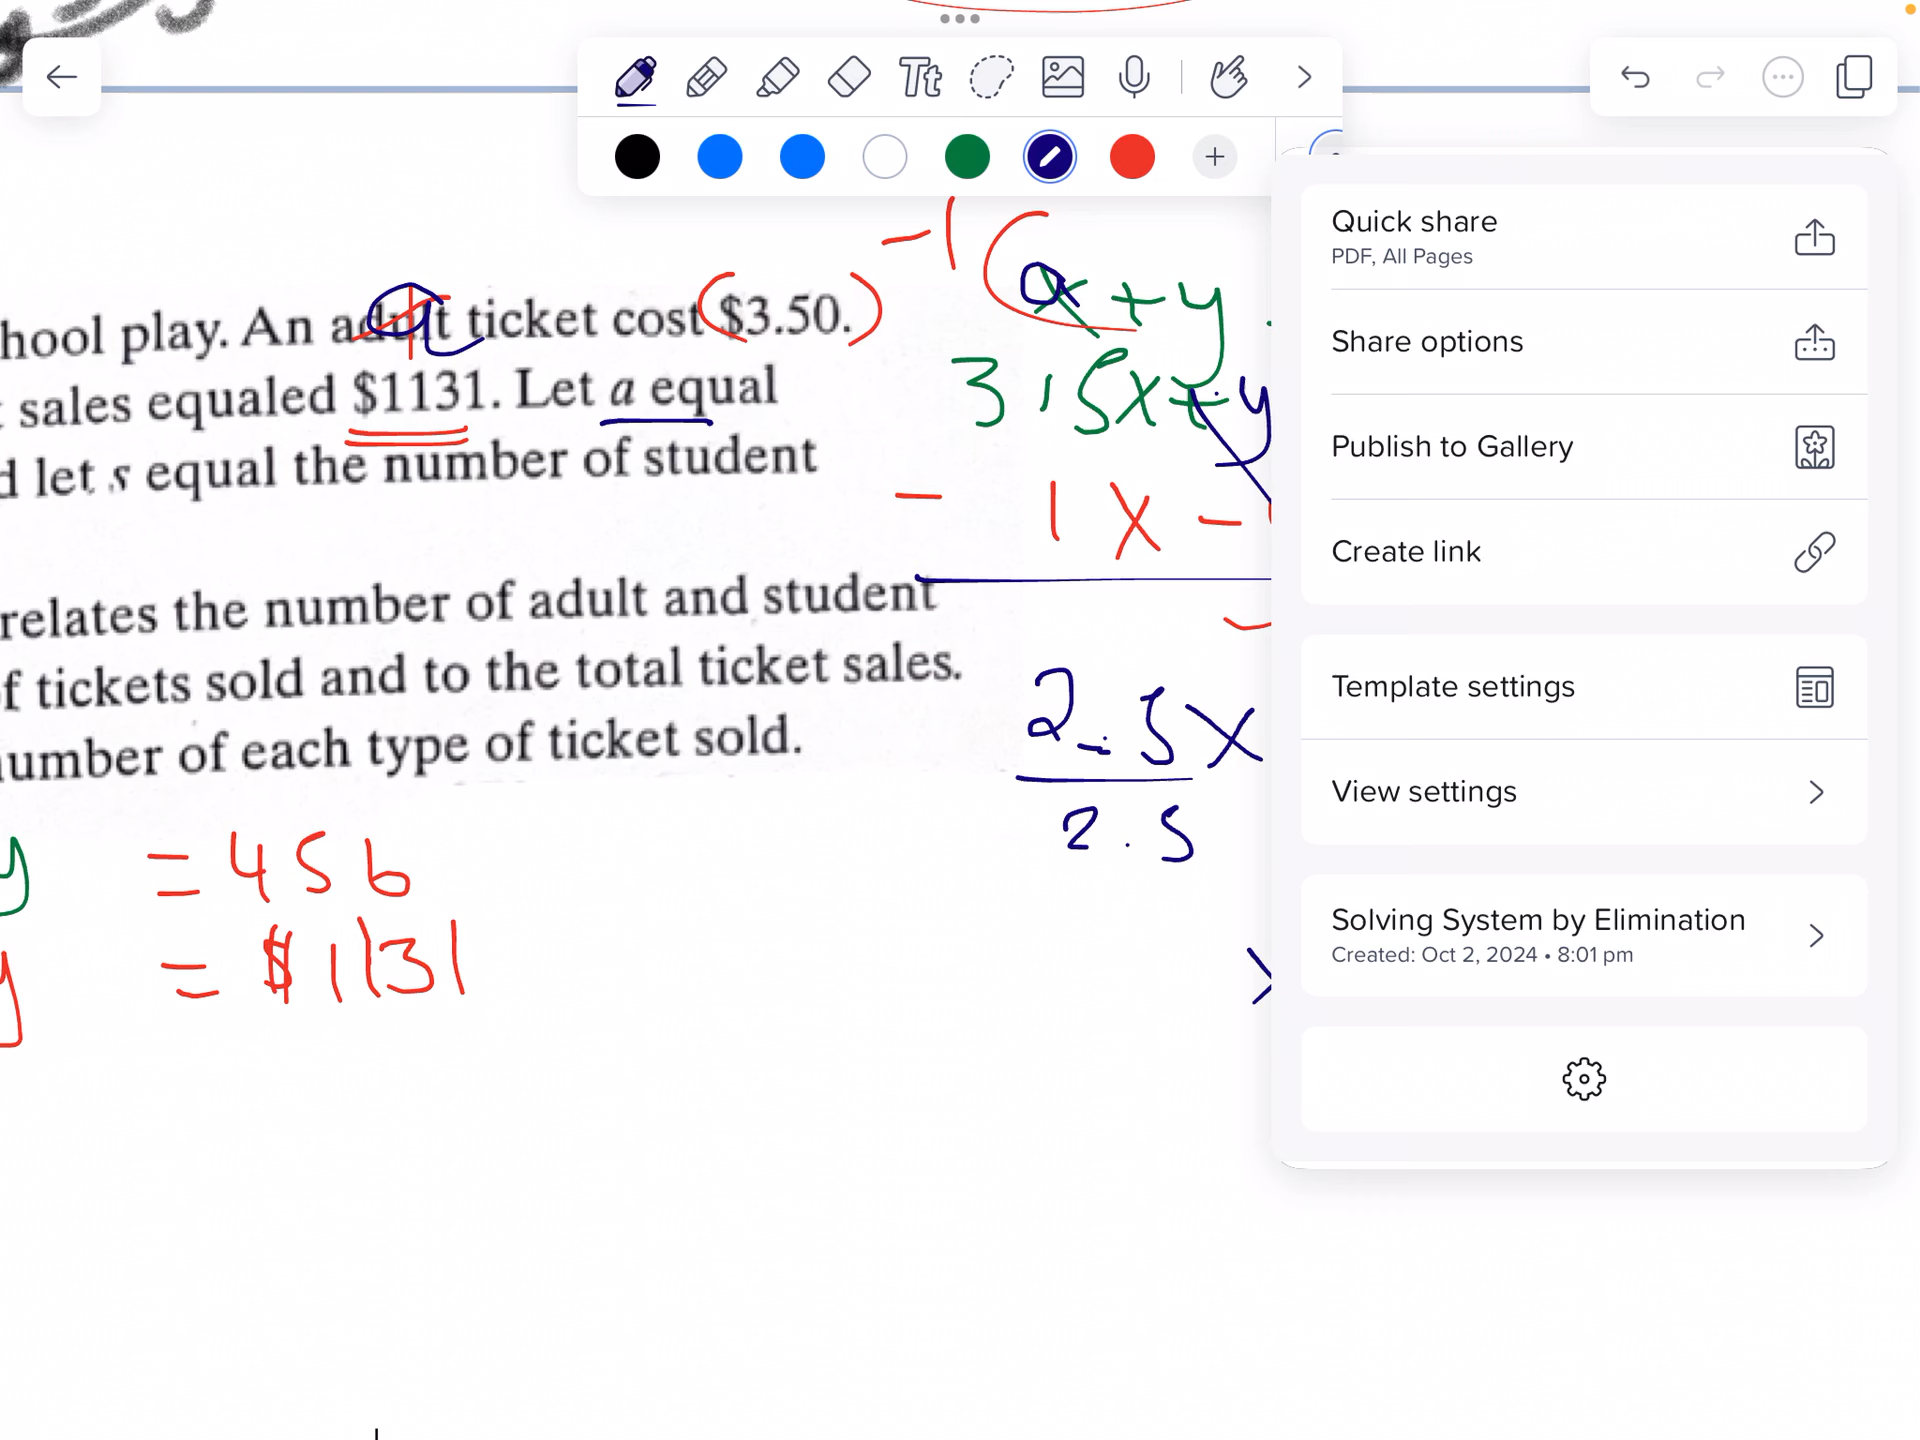 Tt
Quick share
PDF, All Pages
Share options
Publish to Gallery
Create link
Template settings
View settings
Solving System by Elimination
Created: Oct 2, 2024 • 8:01 pm
hool play. An adult ticket cost ($3.50.)
sales equaled $1131. Let a equal
d let s equal the number of student
relates the number of adult and student
of tickets sold and to the total ticket sales.
number of each type of ticket sold.
y = 456
y = $1131
-1(
x + y
3.5x + y
- 1x -
2.5x
2.5
x